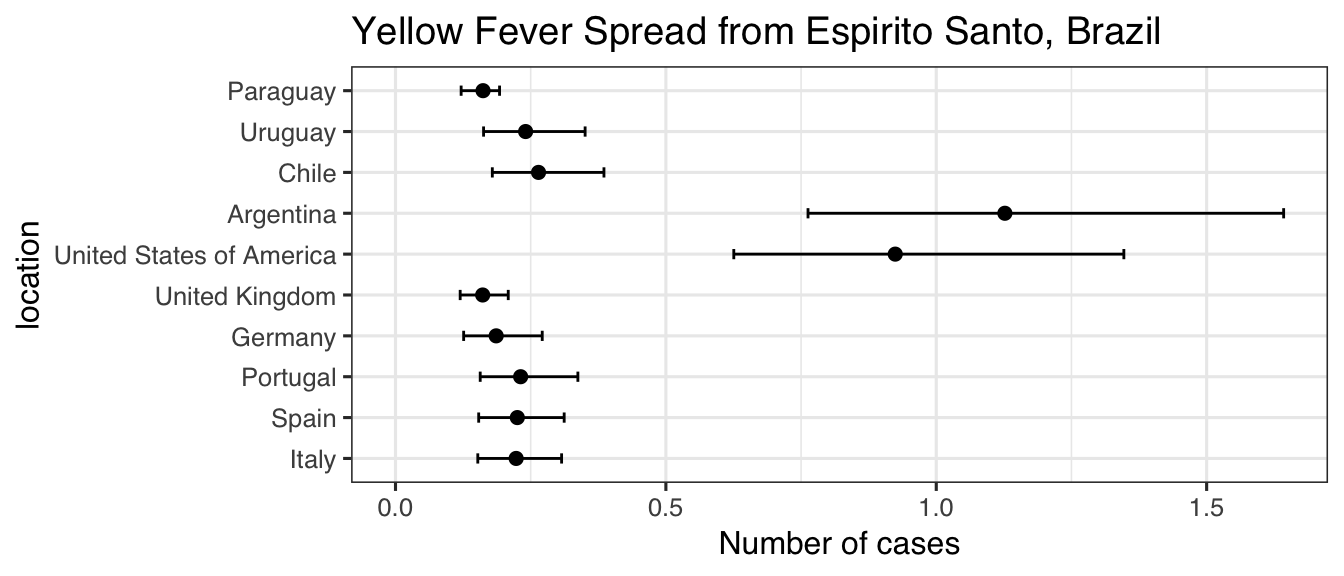 Yellow Fever Spread from Espirito Santo, Brazil
location
Paraguay
Uruguay
Chile
Argentina
United States of America
United Kingdom
Germany
Portugal
Spain
Italy
0.0 0.5 1.0 1.5
Number of cases